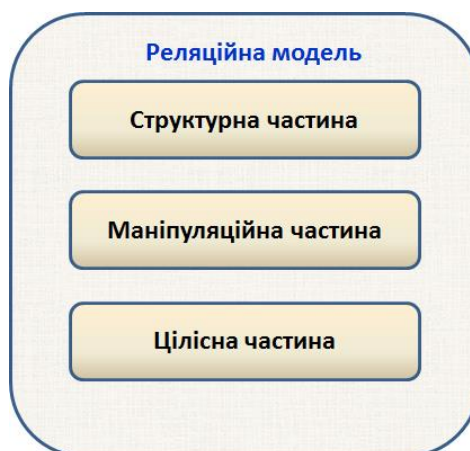 Реляційна модель
Структурна частина
Маніпуляційна частина
Цілісна частина